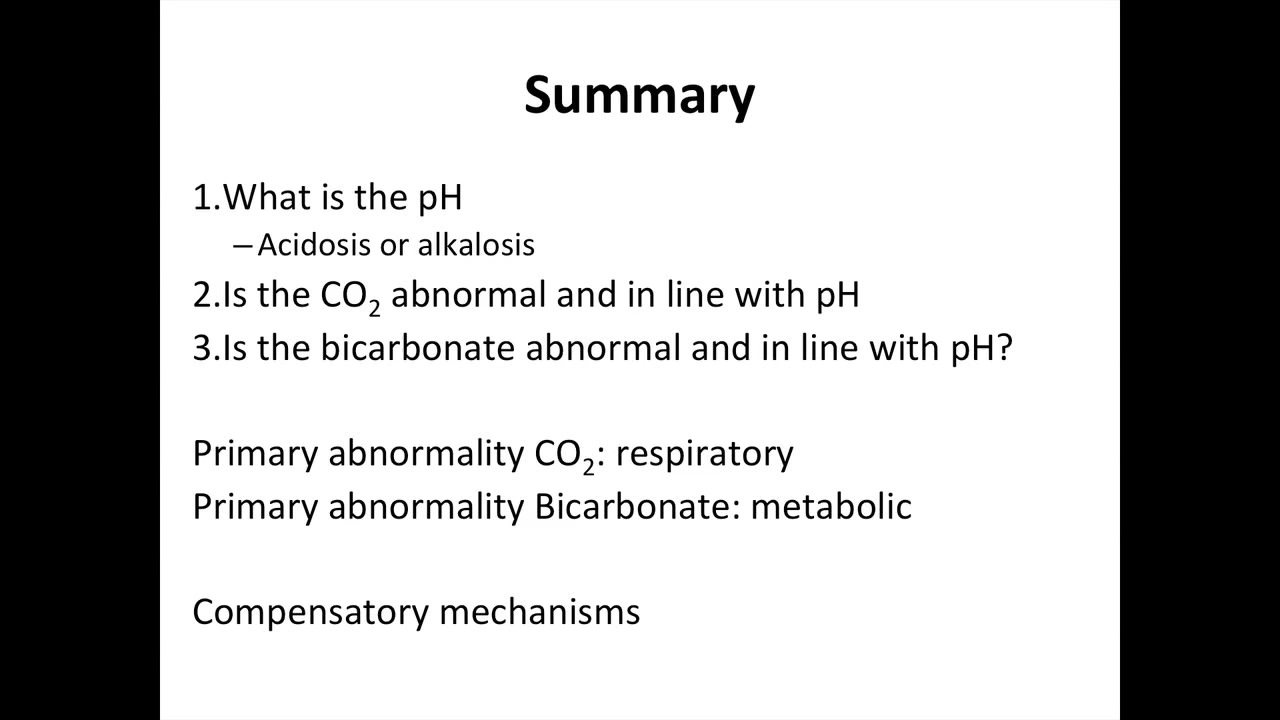 Summary
1.What is the pH
–Acidosis or alkalosis
2.Is the CO₂ abnormal and in line with pH
3.Is the bicarbonate abnormal and in line with pH?
Primary abnormality CO₂: respiratory
Primary abnormality Bicarbonate: metabolic
Compensatory mechanisms